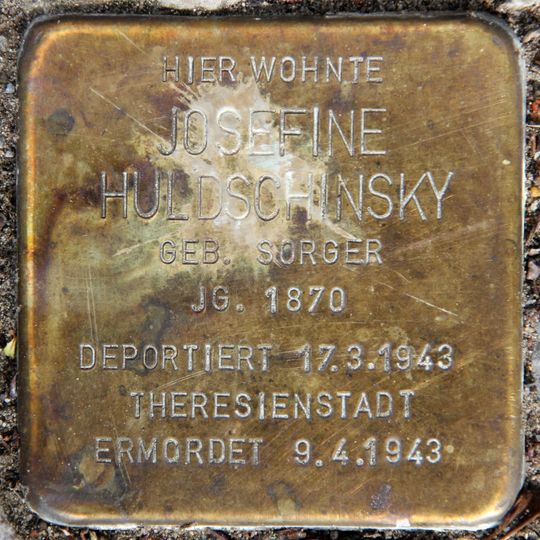 HIER WOHNTE
JOSEFINE
HULDSCHINSKY
GEB. SORGER
JG. 1870
DEPORTIERT 17.3.1943
THERESIENSTADT
ERMORDET 9.4.1943